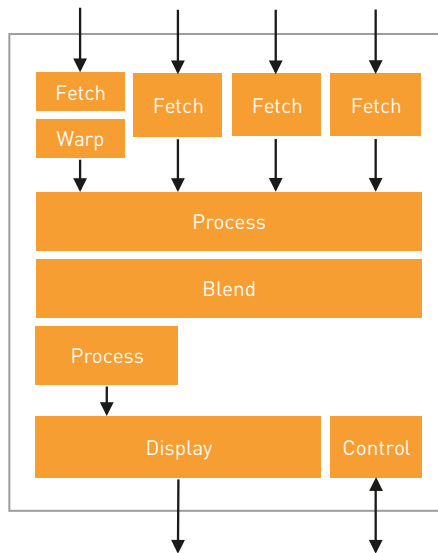 Fetch
Fetch
Fetch
Fetch
Warp
Process
Blend
Process
Display
Control